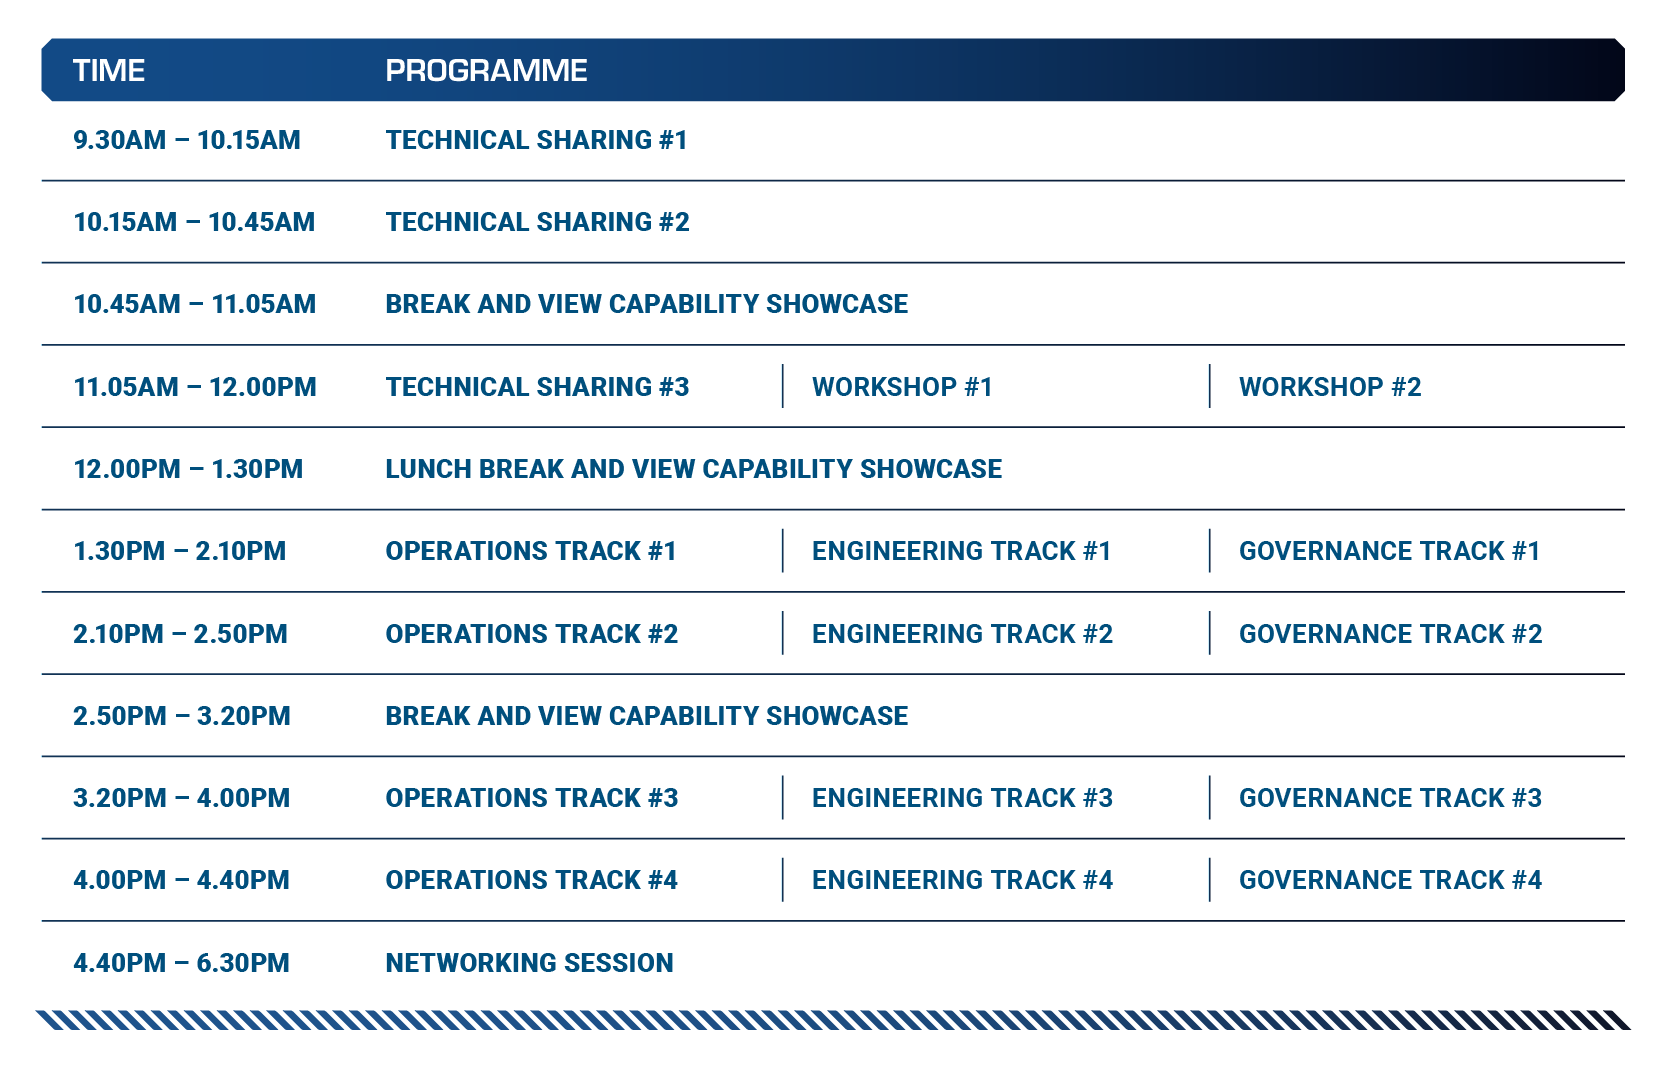 TIME PROGRAMME
9.30AM – 10.15AM TECHNICAL SHARING #1
10.15AM – 10.45AM TECHNICAL SHARING #2
10.45AM – 11.05AM BREAK AND VIEW CAPABILITY SHOWCASE
11.05AM – 12.00PM TECHNICAL SHARING #3 WORKSHOP #1 WORKSHOP #2
12.00PM – 1.30PM LUNCH BREAK AND VIEW CAPABILITY SHOWCASE
1.30PM – 2.10PM OPERATIONS TRACK #1 ENGINEERING TRACK #1 GOVERNANCE TRACK #1
2.10PM – 2.50PM OPERATIONS TRACK #2 ENGINEERING TRACK #2 GOVERNANCE TRACK #2
2.50PM – 3.20PM BREAK AND VIEW CAPABILITY SHOWCASE
3.20PM – 4.00PM OPERATIONS TRACK #3 ENGINEERING TRACK #3 GOVERNANCE TRACK #3
4.00PM – 4.40PM OPERATIONS TRACK #4 ENGINEERING TRACK #4 GOVERNANCE TRACK #4
4.40PM – 6.30PM NETWORKING SESSION